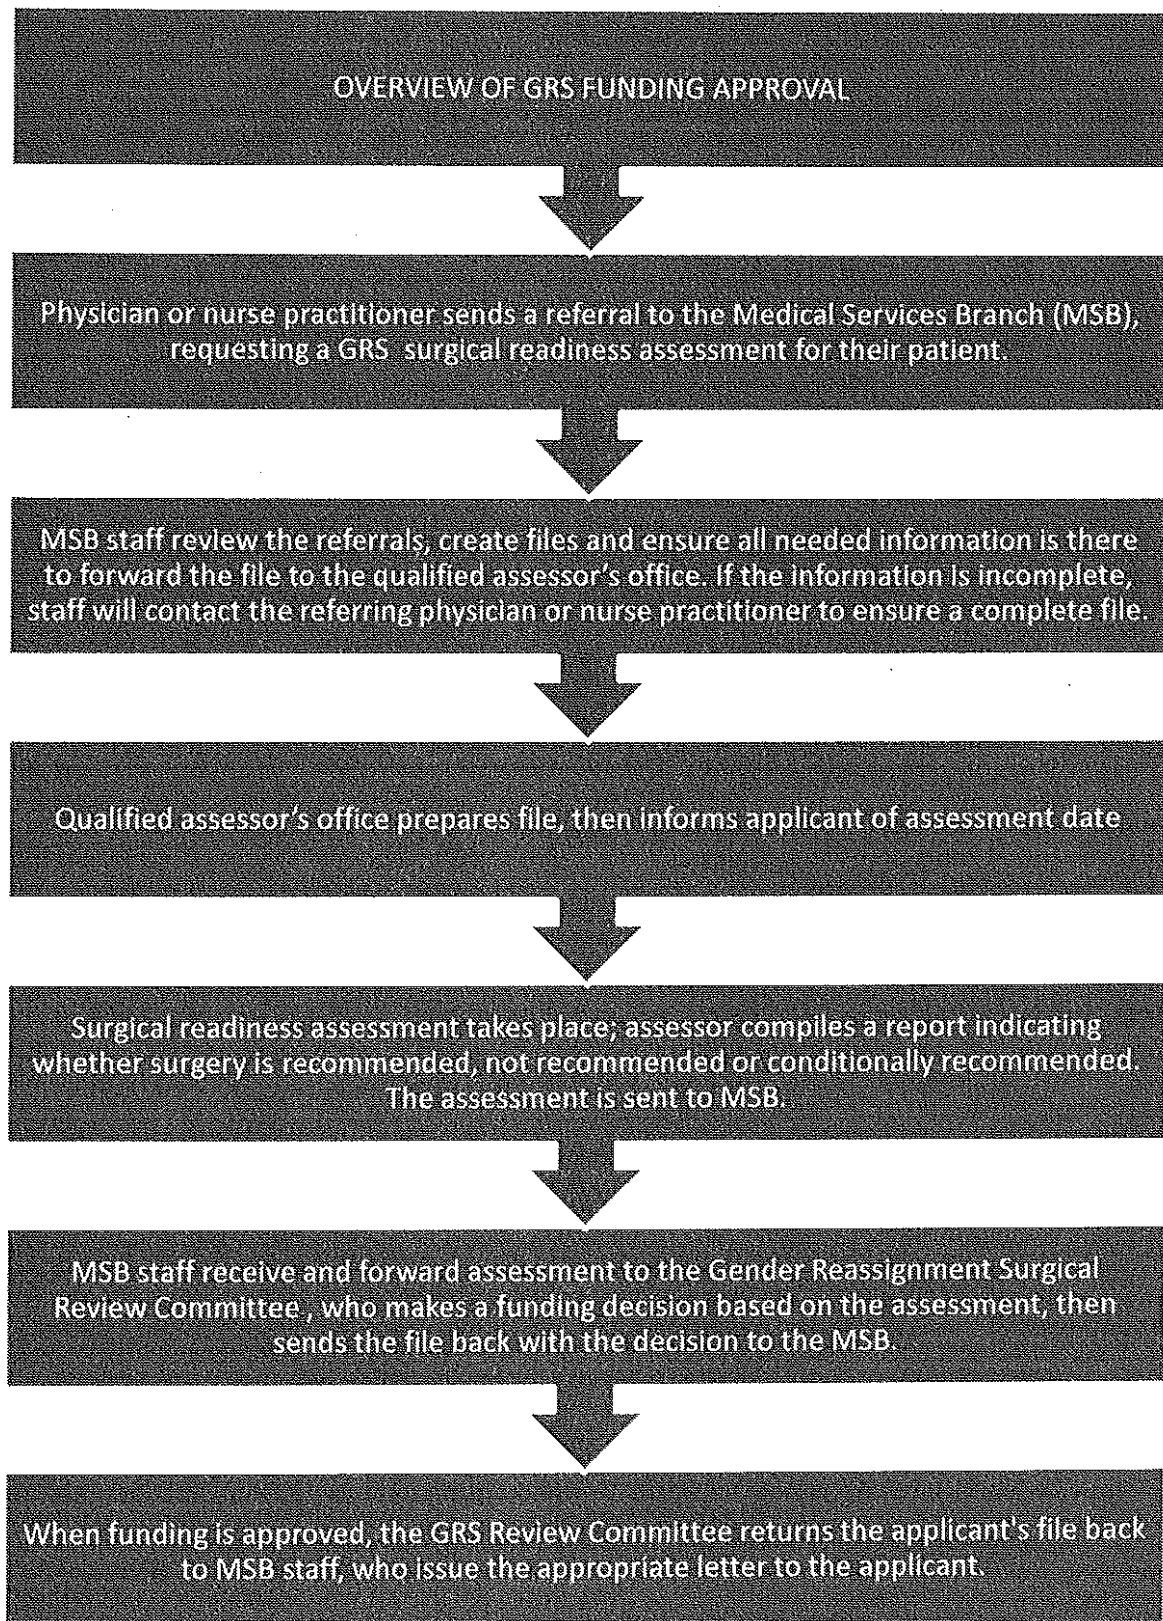 OVERVIEW OF GRS FUNDING APPROVAL
Physician or nurse practitioner sends a referral to the Medical Services Branch (MSB),
requesting a GRS surgical readiness assessment for their patient.
MSB staff review the referrals, create files and ensure all needed information is there
to forward the file to the qualified assessor's office. If the information is incomplete,
staff will contact the referring physician or nurse practitioner to ensure a complete file.
Qualified assessor's office prepares file, then informs applicant of assessment date
Surgical readiness assessment takes place; assessor compiles a report indicating
whether surgery is recommended, not recommended or conditionally recommended.
The assessment is sent to MSB.
MSB staff receive and forward assessment to the Gender Reassignment Surgical
Review Committee , who makes a funding decision based on the assessment, then
sends the file back with the decision to the MSB.
When funding is approved, the GRS Review Committee returns the applicant's file back
to MSB staff, who issue the appropriate letter to the applicant.